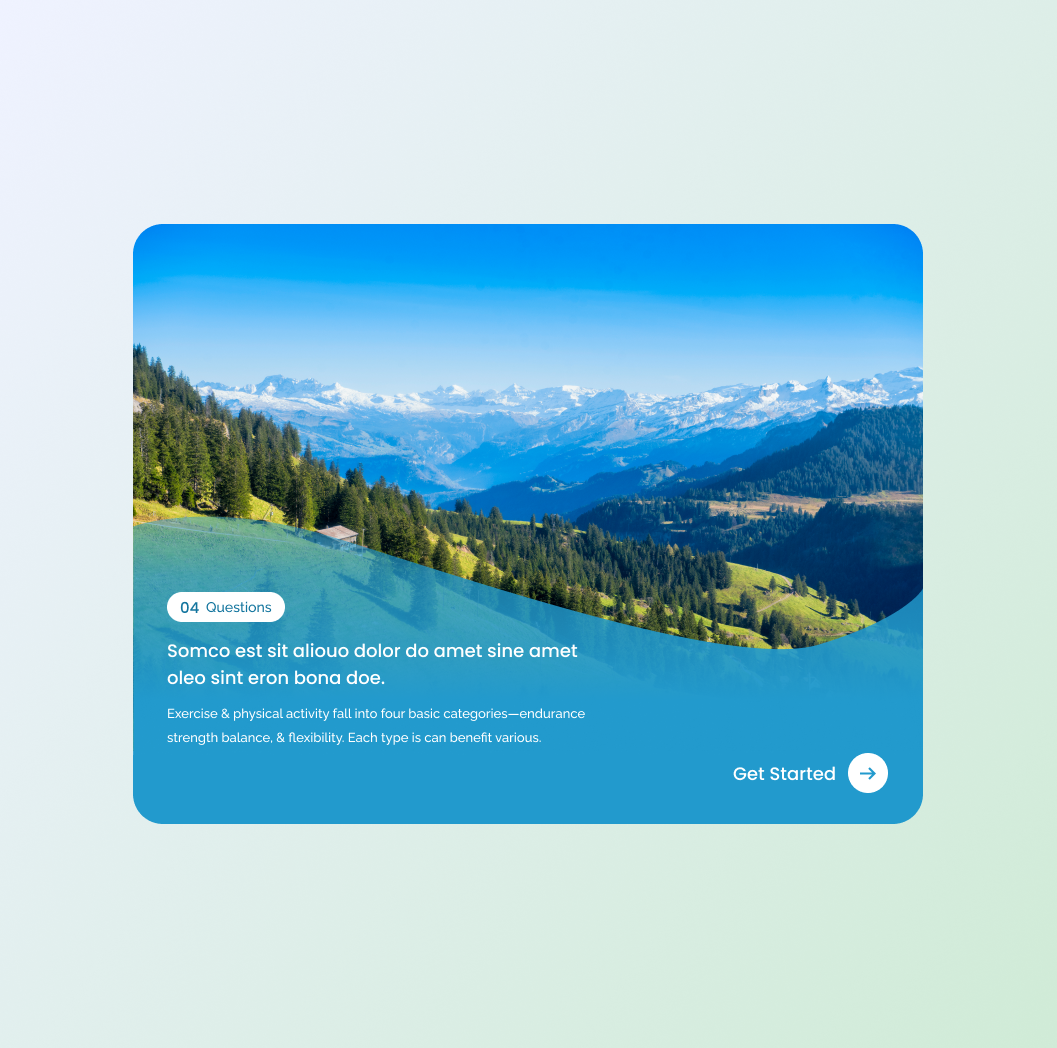 04 Questions
Somco est sit aliouo dolor do amet sine amet
oleo sint eron bona doe.
Exercise & physical activity fall into four basic categories—endurance
strength balance, & flexibility. Each type is can benefit various.
Get Started